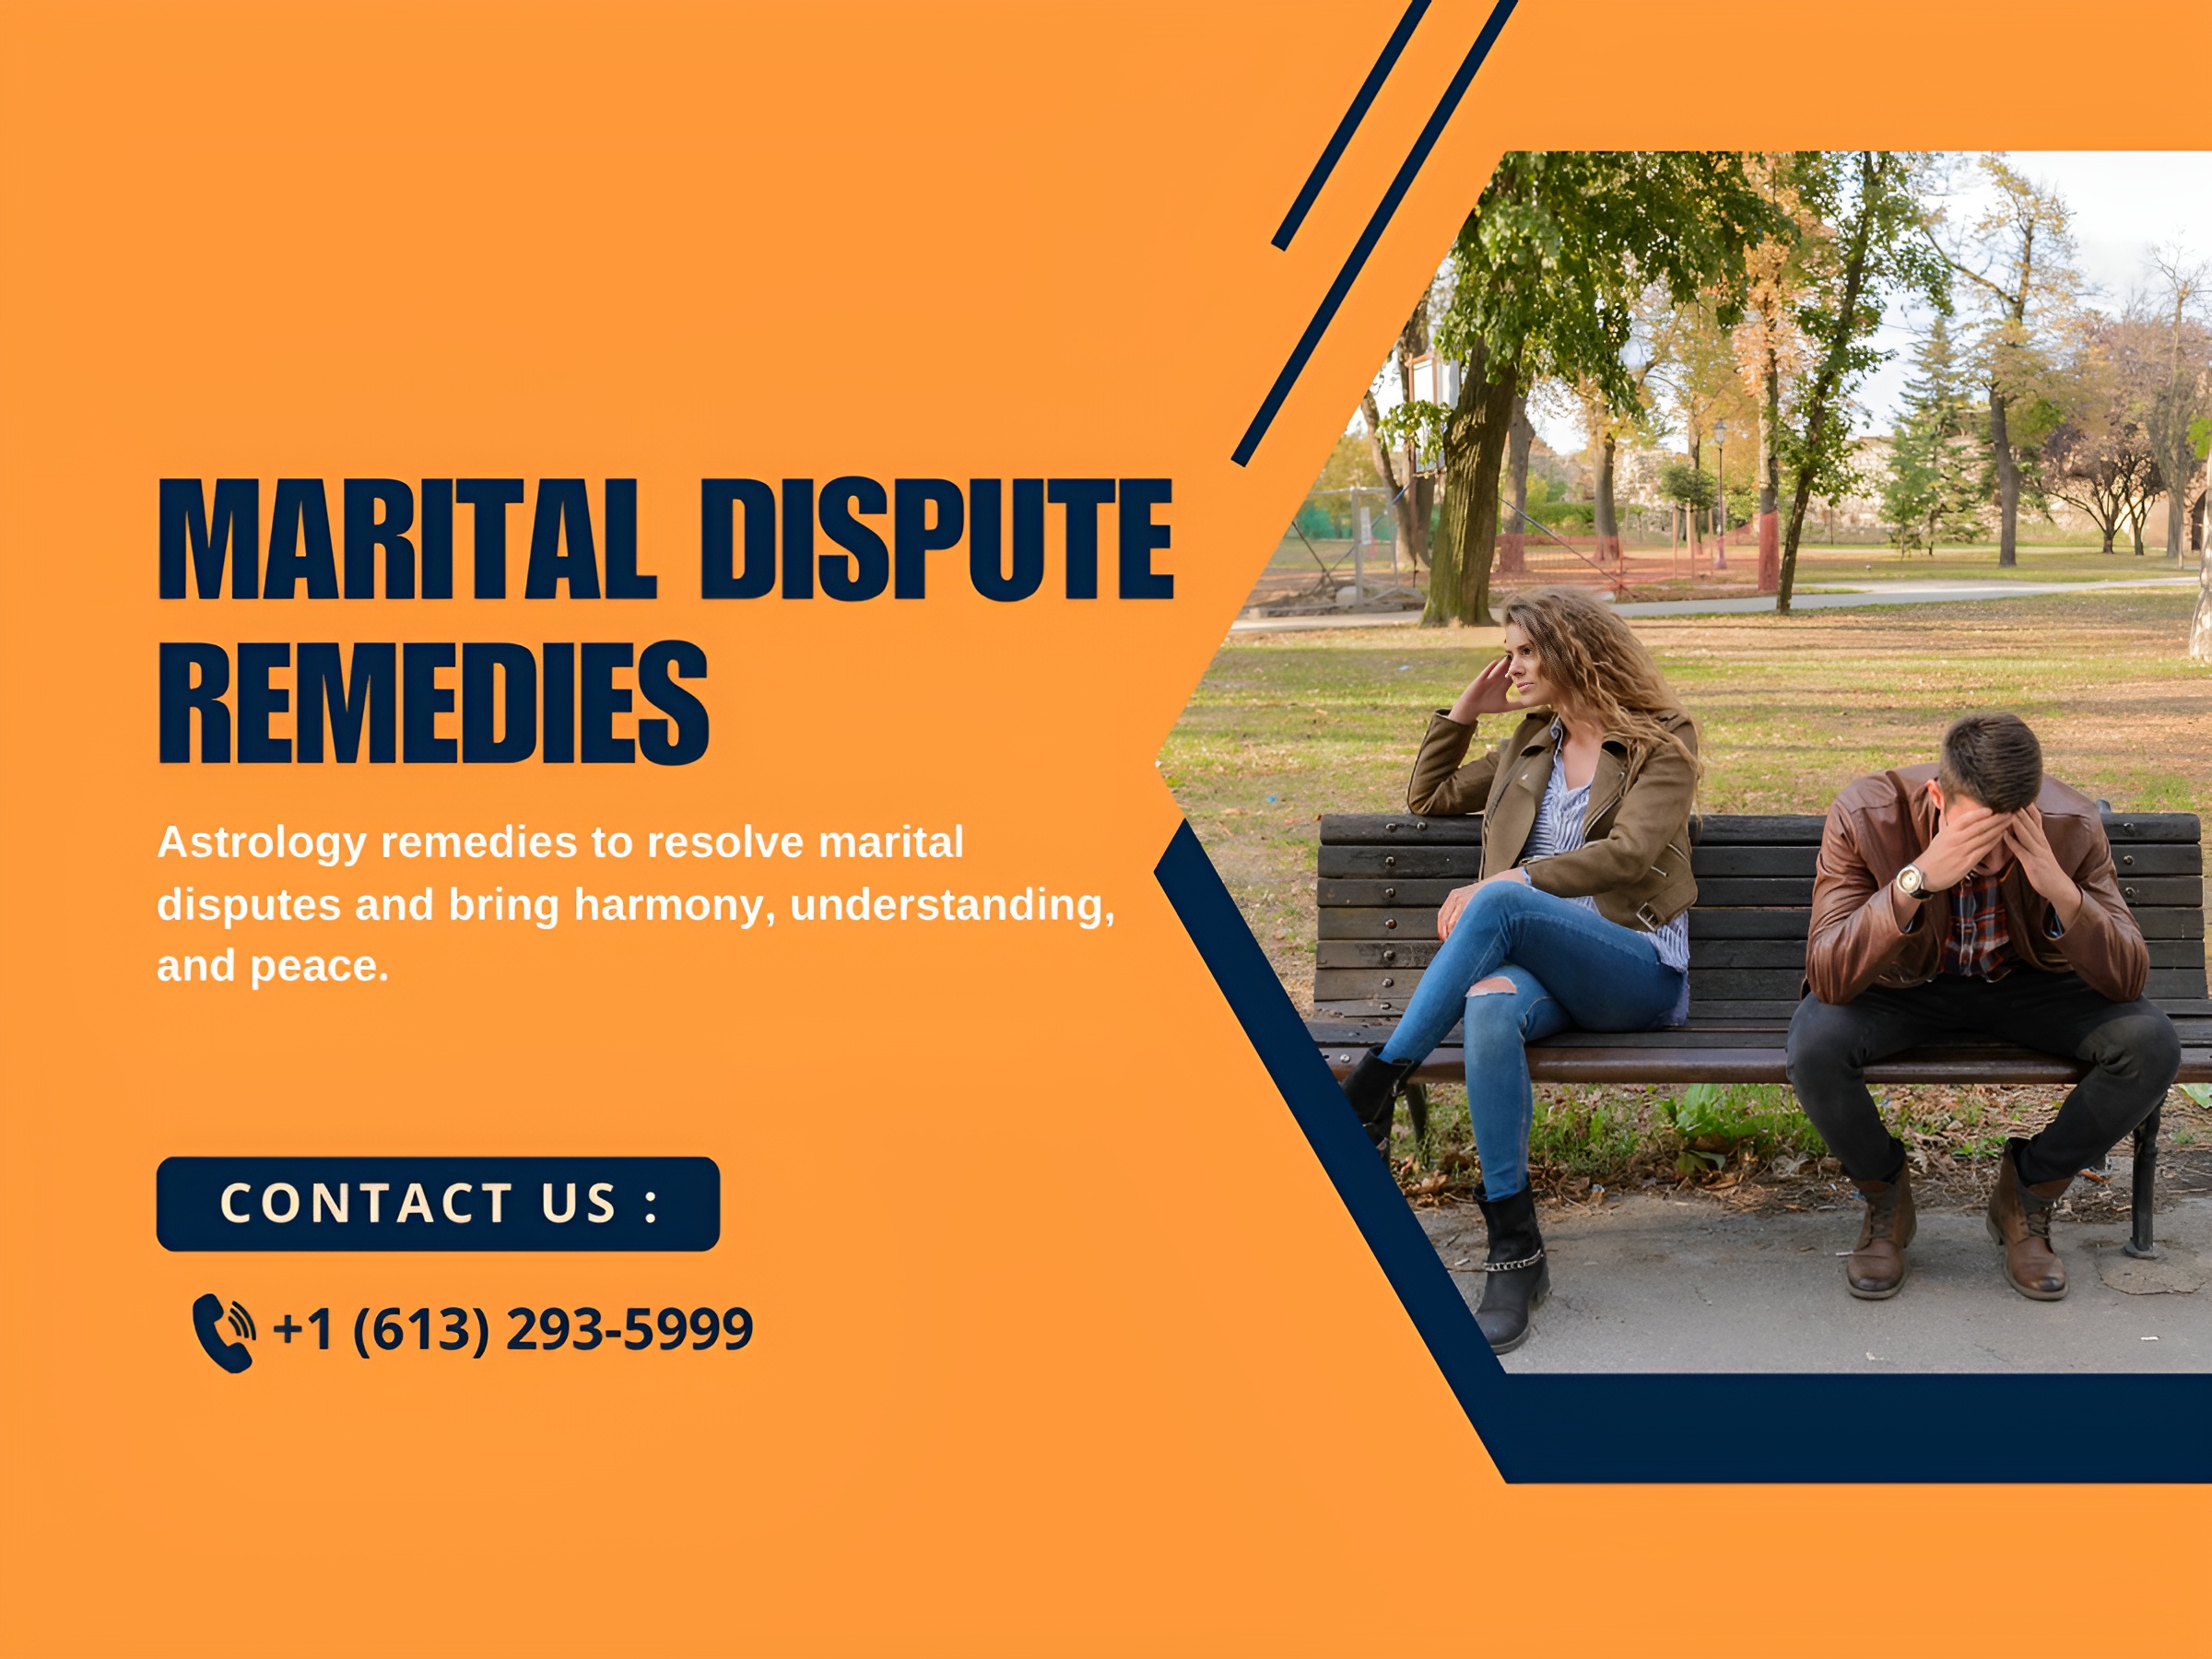 MARITAL DISPUTE
REMEDIES
Astrology remedies to resolve marital
disputes and bring harmony, understanding,
and peace.
CONTACT US :
+1 (613) 293-5999